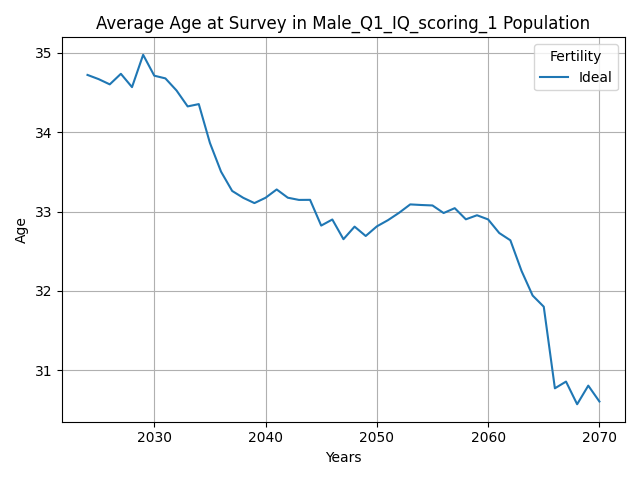 Average Age at Survey in Male_Q1_IQ_scoring_1 Population
Fertility
Ideal
35
34
33
32
31
Age
2030 2040 2050 2060 2070
Years